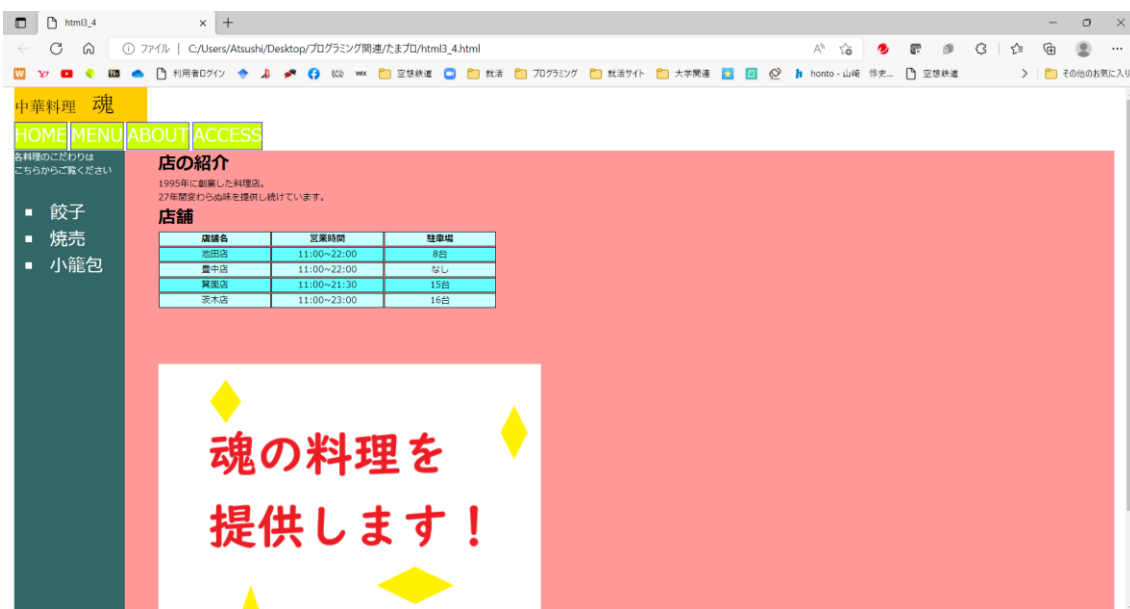 html3_4
ファイル | C:/Users/Atsushi/Desktop/プログラミング関連/たまプロ/html3_4.html
利用者ログイン 空想鉄道 就活 プログラミング 就活サイト 大学関連 honto - 山﨑 惇史... 空想鉄道 その他のお気に入り
中華料理 魂
HOME MENU ABOUT ACCESS
各料理のこだわりは
こちらからご覧ください
餃子
焼売
小籠包
店の紹介
1995年に創業した料理店。
27年間変わらぬ味を提供し続けています。
店舗
店舗名 営業時間 駐車場
池田店 11:00~22:00 8台
豊中店 11:00~22:00 なし
箕面店 11:00~21:30 15台
茨木店 11:00~23:00 16台
魂の料理を
提供します！